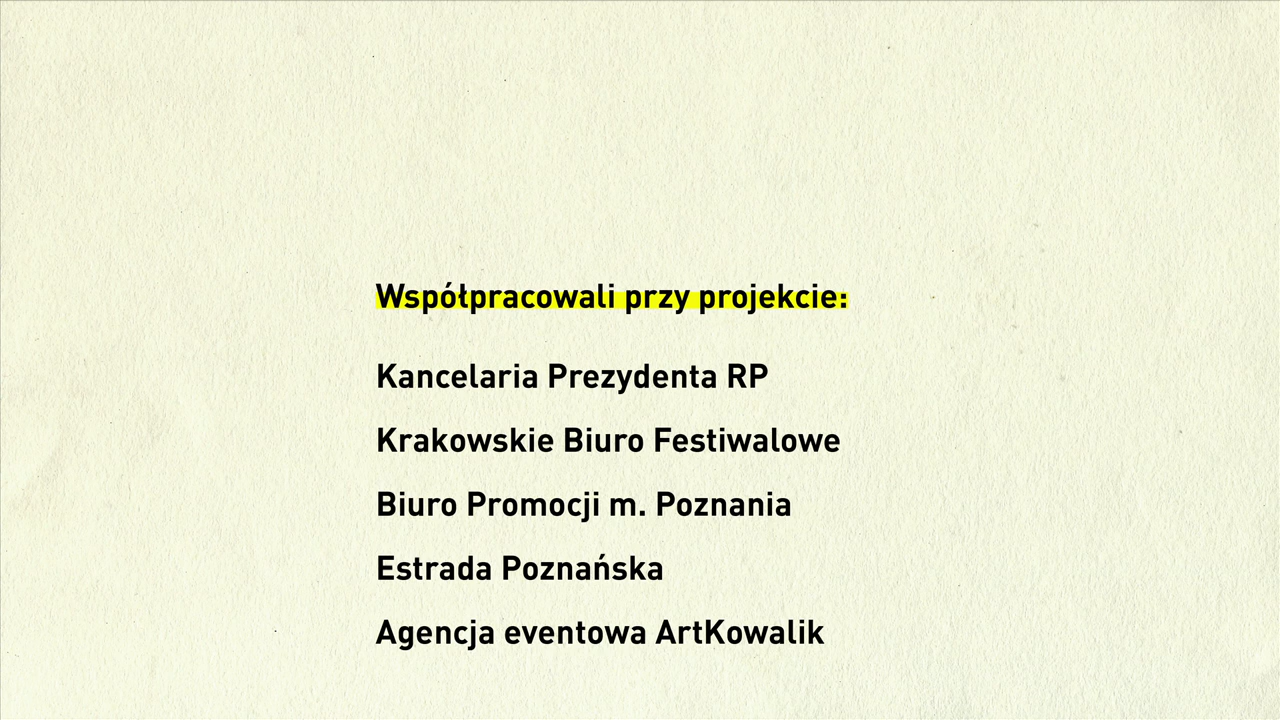 Współpracowali przy projekcie:
Kancelaria Prezydenta RP
Krakowskie Biuro Festiwalowe
Biuro Promocji m. Poznania
Estrada Poznańska
Agencja eventowa ArtKowalik